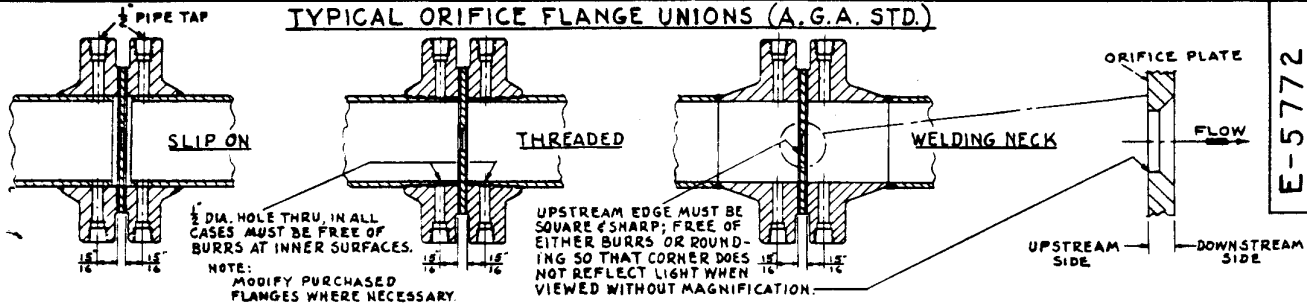 TYPICAL ORIFICE FLANGE UNIONS (A.G.A. STD.)
1/2" PIPE TAP
SLIP ON
THREADED
WELDING NECK
ORIFICE PLATE
FLOW
E-5772
1/2" DIA. HOLE THRU, IN ALL
CASES MUST BE FREE OF
BURRS AT INNER SURFACES.
NOTE:
MODIFY PURCHASED
FLANGES WHERE NECESSARY.
UPSTREAM EDGE MUST BE
SQUARE & SHARP; FREE OF
EITHER BURRS OR ROUND-
ING SO THAT CORNER DOES
NOT REFLECT LIGHT WHEN
VIEWED WITHOUT MAGNIFICATION.
UPSTREAM SIDE
DOWNSTREAM SIDE
15/16" 15/16"
15/16" 15/16"
15/16" 15/16"